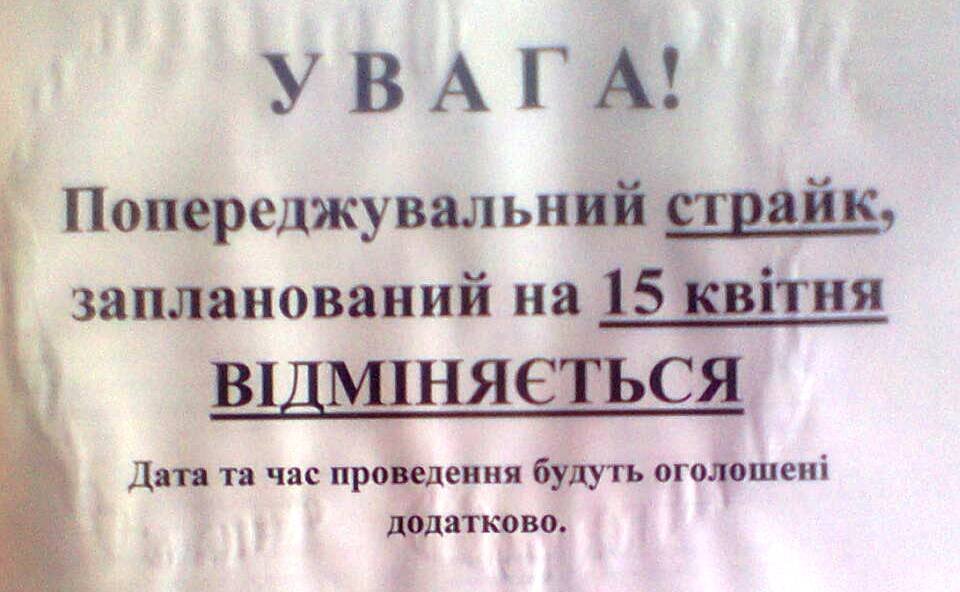 У В А Г А!
Попереджувальний страйк,
запланований на 15 квітня
ВІДМІНЯЄТЬСЯ
Дата та час проведення будуть оголошені
додатково.